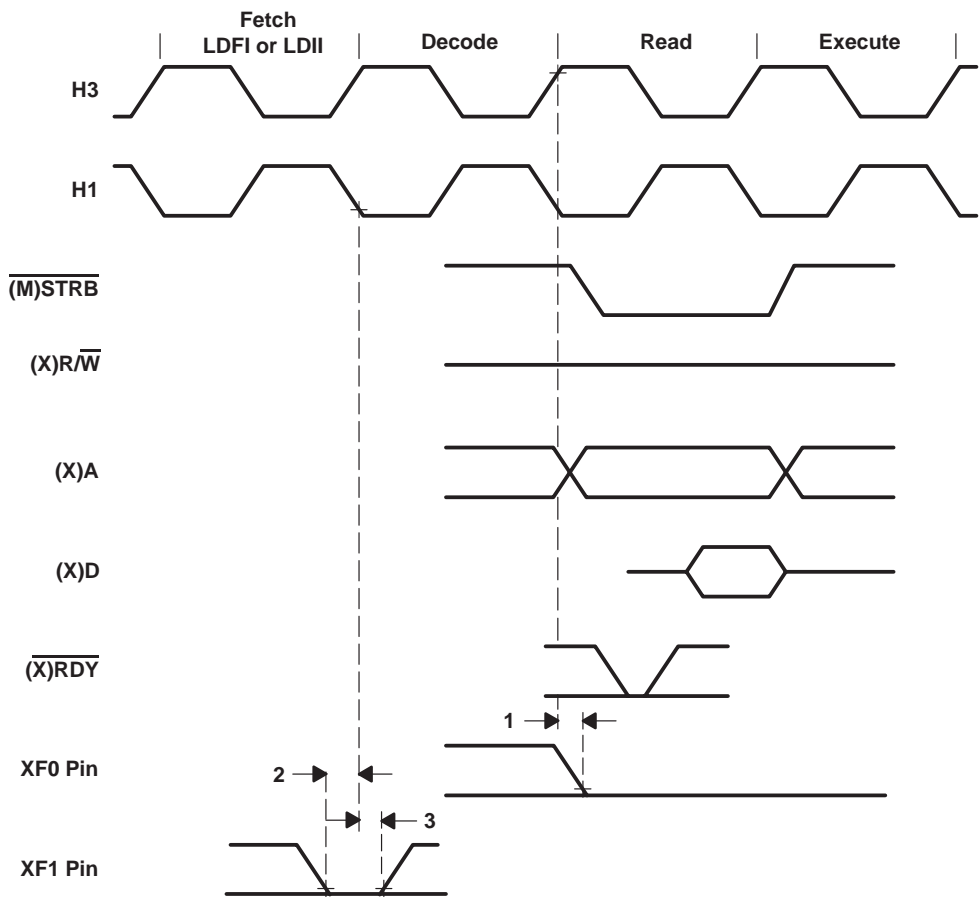 Fetch
LDFI or LDII
Decode
Read
Execute
H3
H1
(M)STRB
(X)R/W
(X)A
(X)D
(X)RDY
1
XF0 Pin
2
3
XF1 Pin